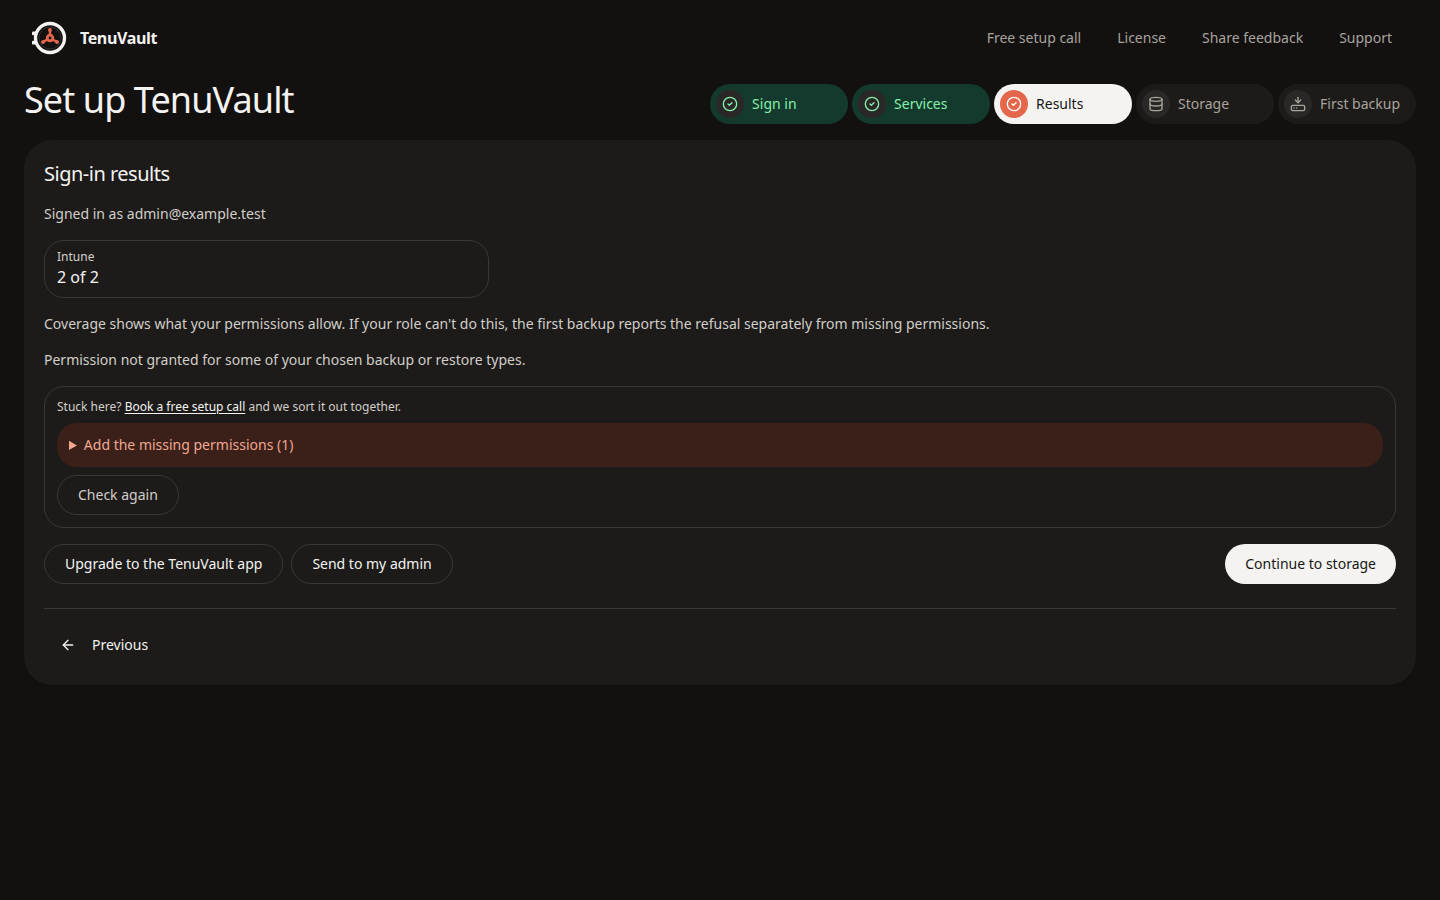 TenuVault
Free setup call
License
Share feedback
Support
Set up TenuVault
Sign in
Services
Results
Storage
First backup
Sign-in results
Signed in as admin@example.test
Intune
2 of 2
Coverage shows what your permissions allow. If your role can't do this, the first backup reports the refusal separately from missing permissions.
Permission not granted for some of your chosen backup or restore types.
Stuck here? Book a free setup call and we sort it out together.
Add the missing permissions (1)
Check again
Upgrade to the TenuVault app
Send to my admin
Continue to storage
Previous